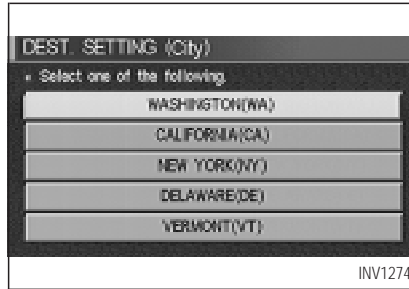 DEST. SETTING (City)
Select one of the following.
WASHINGTON(WA)
CALIFORNIA(CA)
NEW YORK(NY)
DELAWARE(DE)
VERMONT(VT)
INV1274